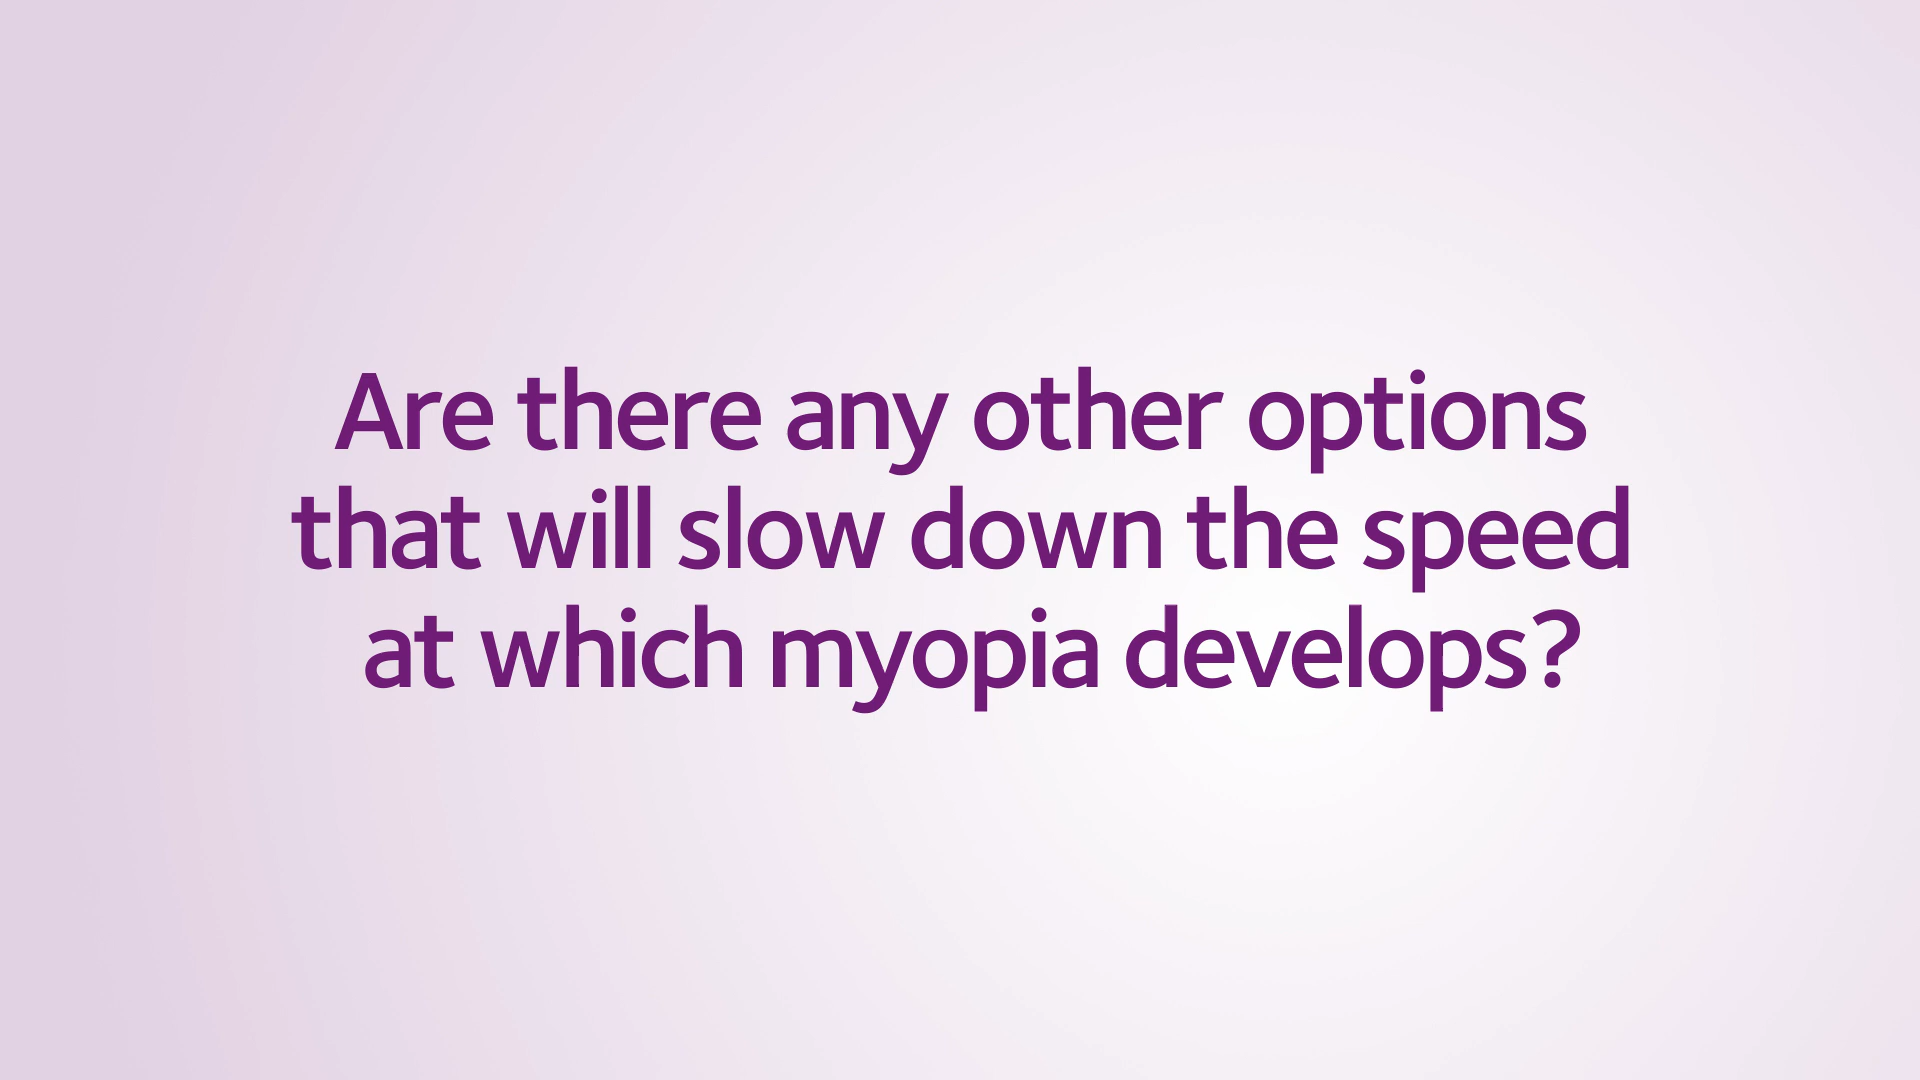 Are there any other options
that will slow down the speed
at which myopia develops?